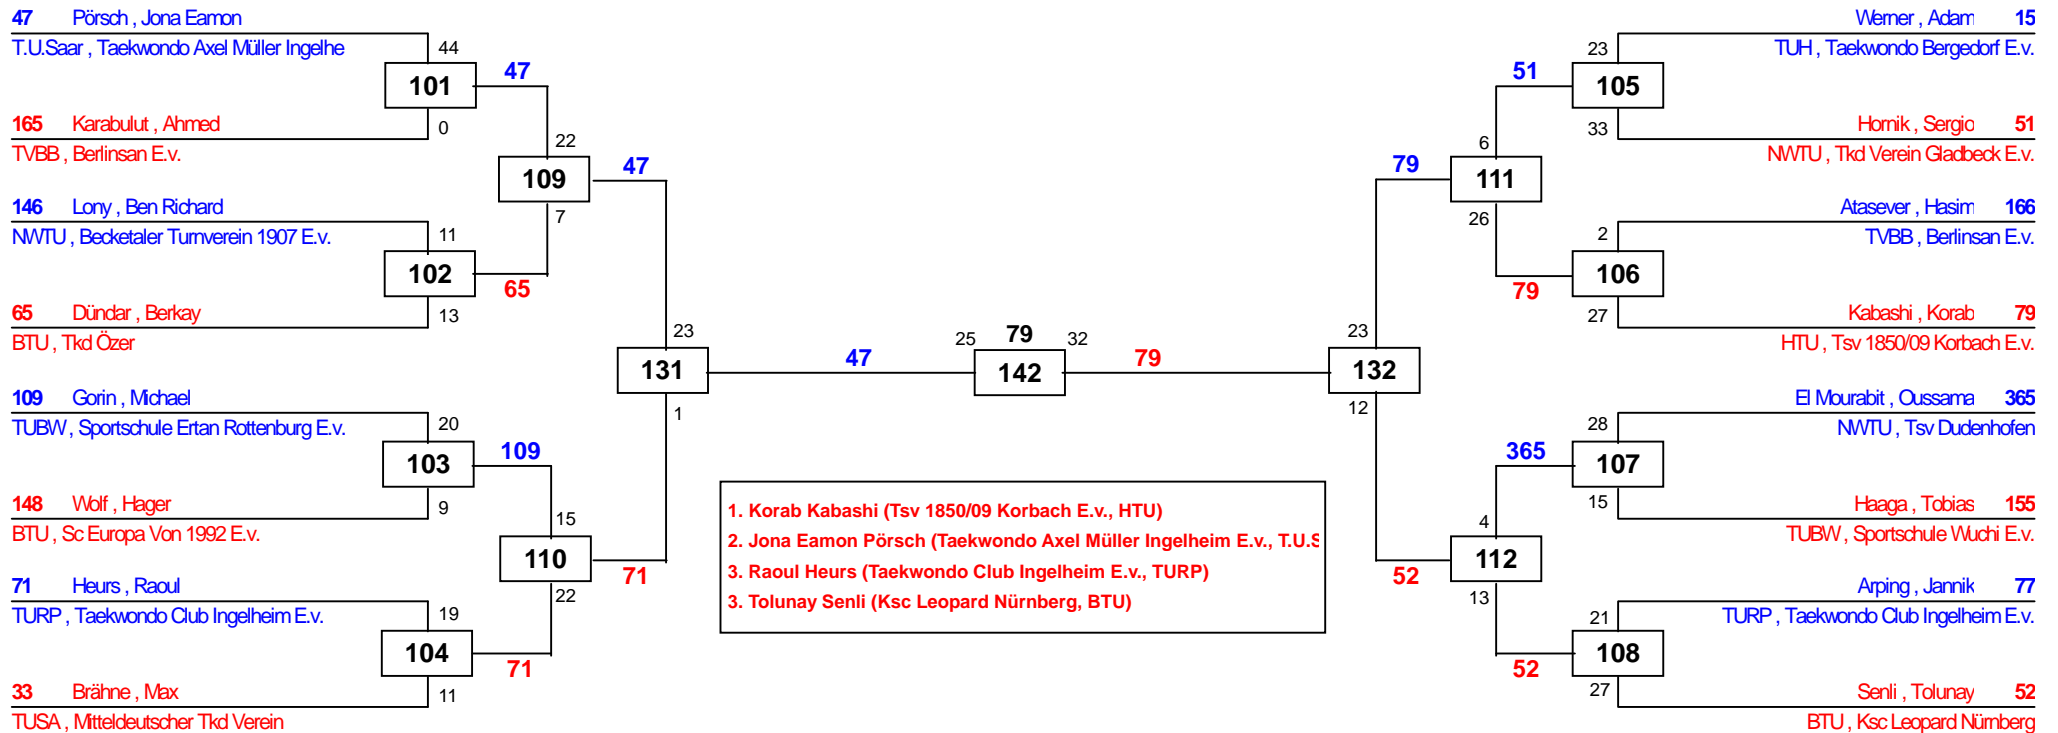 47 Pörsch , Jona Eamon
T.U.Saar , Taekwondo Axel Müller Ingelhe
44
101
47
165 Karabulut , Ahmed
0
TVBB , Berlinsan E.v.
22
109
47
146 Lony , Ben Richard
7
NWTU , Becketaler Turnverein 1907 E.v.
11
102
65
65 Dündar , Berkay
13
BTU , Tkd Özer
23
131
47
1
109 Gorin , Michael
TUBW , Sportschule Ertan Rottenburg E.v.
20
103
109
148 Wolf , Hager
9
BTU , Sc Europa Von 1992 E.v.
15
110
71
22
71 Heurs , Raoul
TURP , Taekwondo Club Ingelheim E.v.
19
104
71
33 Brähne , Max
11
TUSA , Mitteldeutscher Tkd Verein
25 79 32
142
79
1. Korab Kabashi (Tsv 1850/09 Korbach E.v., HTU)
2. Jona Eamon Pörsch (Taekwondo Axel Müller Ingelheim E.v., T.U.S
3. Raoul Heurs (Taekwondo Club Ingelheim E.v., TURP)
3. Tolunay Senli (Ksc Leopard Nürnberg, BTU)
Werner , Adam 15
23
TUH , Taekwondo Bergedorf E.v.
51
105
33
Hornik , Sergio 51
NWTU , Tkd Verein Gladbeck E.v.
6
79
111
26
Atasever , Hasim 166
2
TVBB , Berlinsan E.v.
106
79
27
Kabashi , Korab 79
HTU , Tsv 1850/09 Korbach E.v.
23
132
12
El Mourabit , Oussama 365
28
NWTU , Tsv Dudenhofen
365
107
15
Haaga , Tobias 155
TUBW , Sportschule Wuchi E.v.
4
112
52
13
Arping , Jannik 77
21
TURP , Taekwondo Club Ingelheim E.v.
108
52
27
Senli , Tolunay 52
BTU , Ksc Leopard Nürnberg